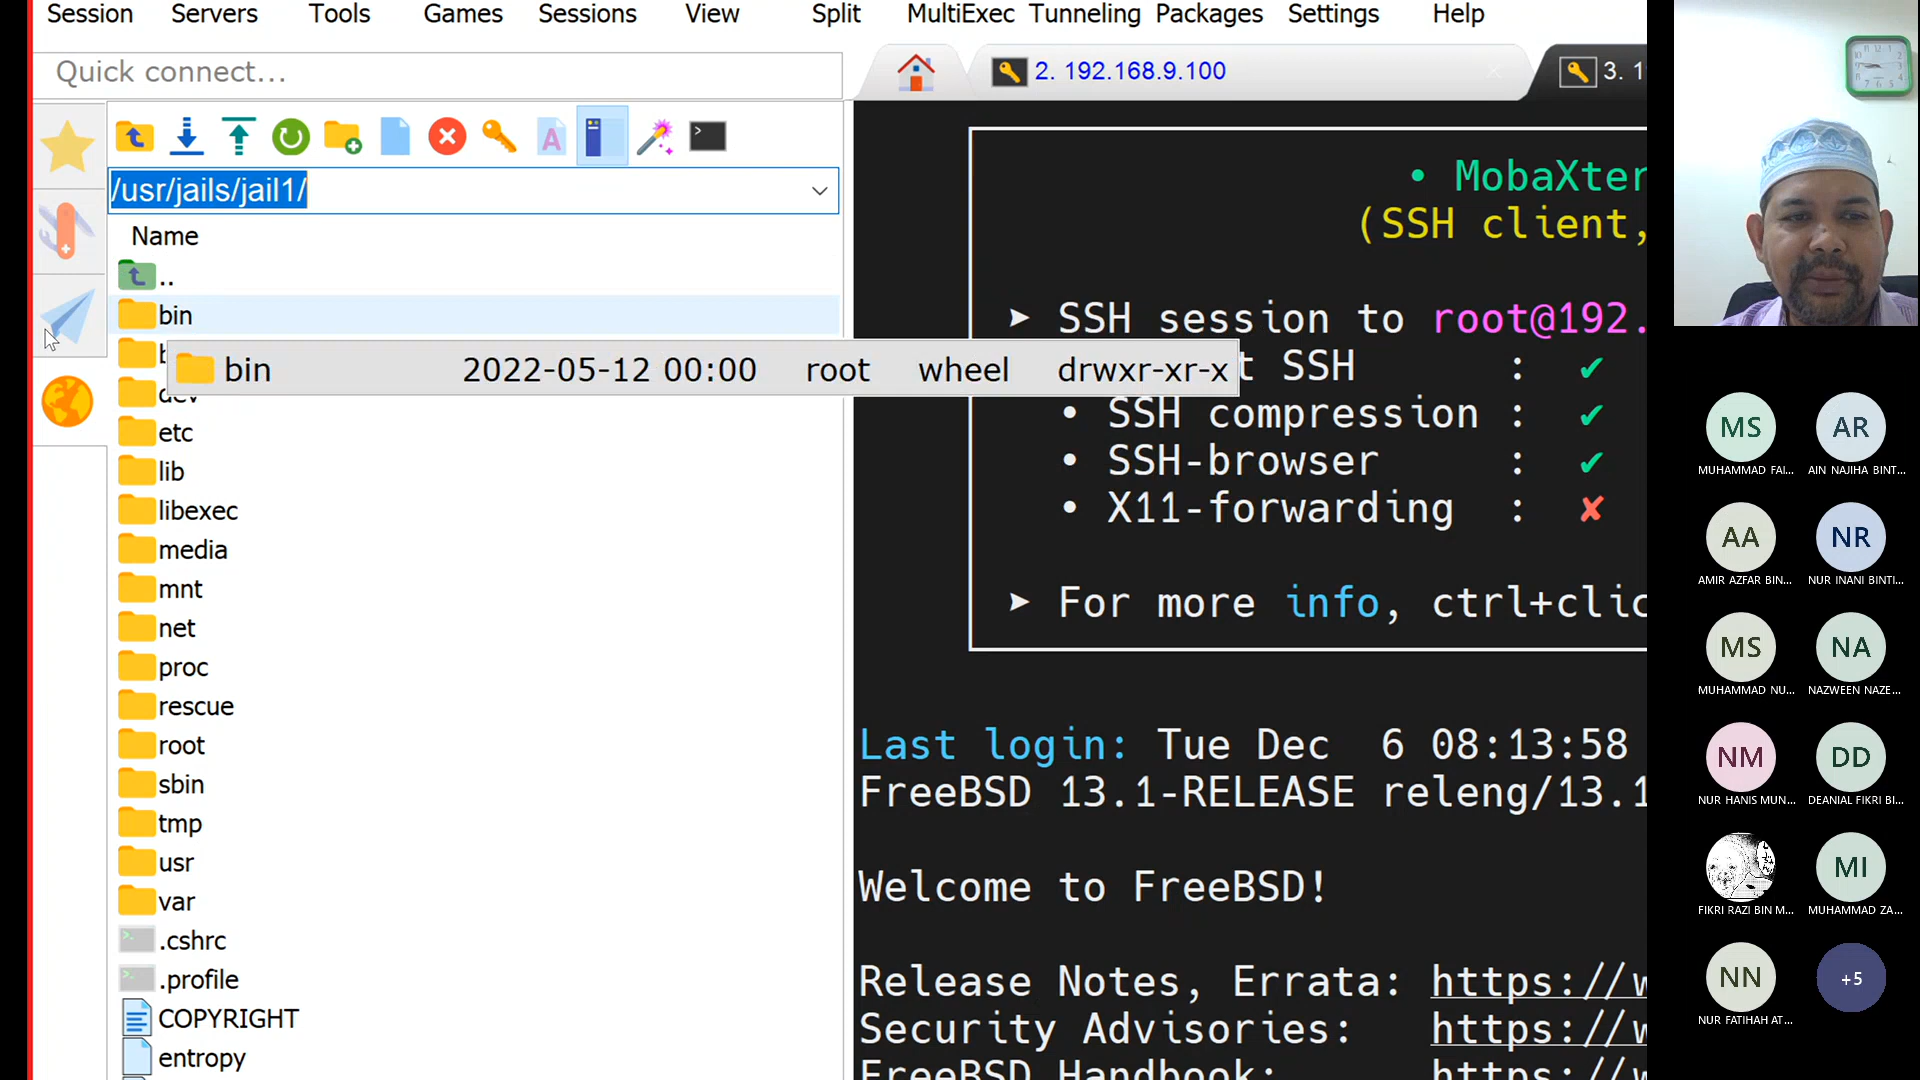 Session Servers Tools Games Sessions View Split MultiExec Tunneling Packages Settings Help
Quick connect...
2. 192.168.9.100
3. 1
/usr/jails/jail1/
Name
..
bin
bin 2022-05-12 00:00 root wheel drwxr-xr-x
dev
etc
lib
libexec
media
mnt
net
proc
rescue
root
sbin
tmp
usr
var
.cshrc
.profile
COPYRIGHT
entropy
• MobaXter
(SSH client,
➤ SSH session to root@192.
t SSH : ✔
• SSH compression : ✔
• SSH-browser : ✔
• X11-forwarding : ✘
➤ For more info, ctrl+clic
Last login: Tue Dec 6 08:13:58
FreeBSD 13.1-RELEASE releng/13.1
Welcome to FreeBSD!
Release Notes, Errata: https://w
Security Advisories: https://w
FreeBSD Handbook: https://w
MS
MUHAMMAD FAI...
AR
AIN NAJIHA BINT...
AA
AMIR AZFAR BIN...
NR
NUR INANI BINTI...
MS
MUHAMMAD NU...
NA
NAZWEEN NAZE...
NM
NUR HANIS MUN...
DD
DEANIAL FIKRI BI...
FIKRI RAZI BIN M...
MI
MUHAMMAD ZA...
NN
NUR FATIHAH AT...
+5